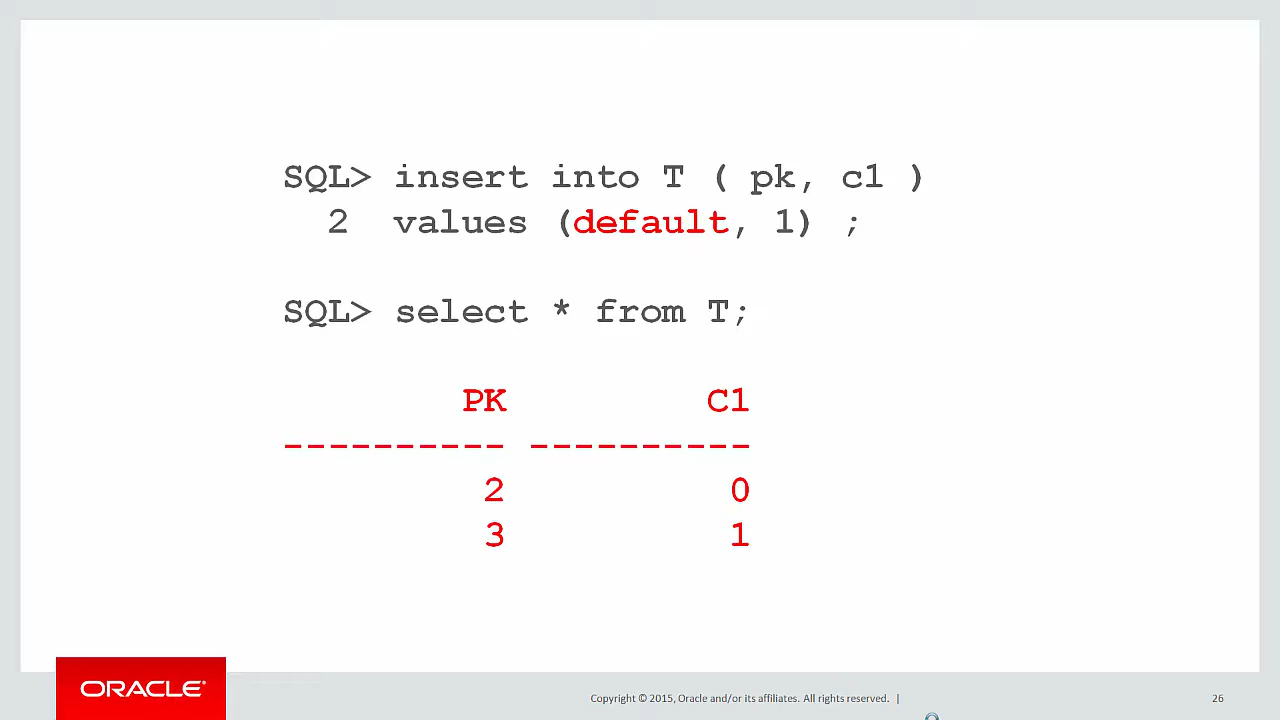 SQL> insert into T ( pk, c1 )
2 values (default, 1) ;
SQL> select * from T;
PK C1
---------- ----------
2 0
3 1
ORACLE®
Copyright © 2015, Oracle and/or its affiliates. All rights reserved. |
26